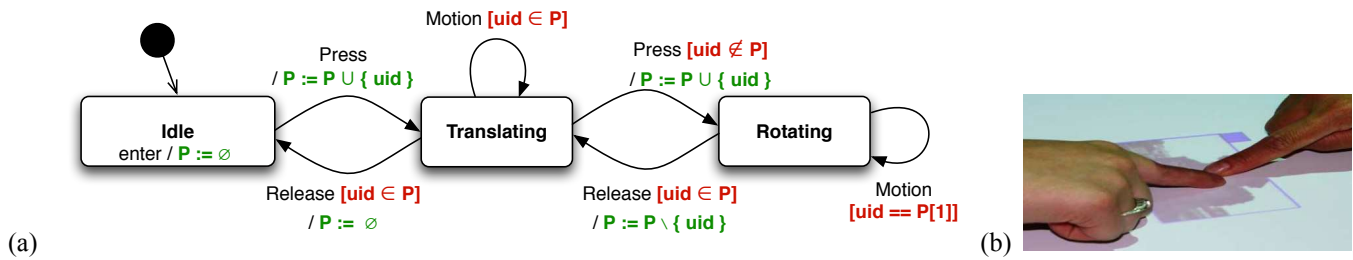 Motion [uid ∈ P]
Press
/ P := P ∪ { uid }
Press [uid ∉ P]
/ P := P ∪ { uid }
Idle
enter / P := ∅
Translating
Rotating
Release [uid ∈ P]
/ P := ∅
Release [uid ∈ P]
/ P := P \ { uid }
Motion
[uid == P[1]]
(a)
(b)